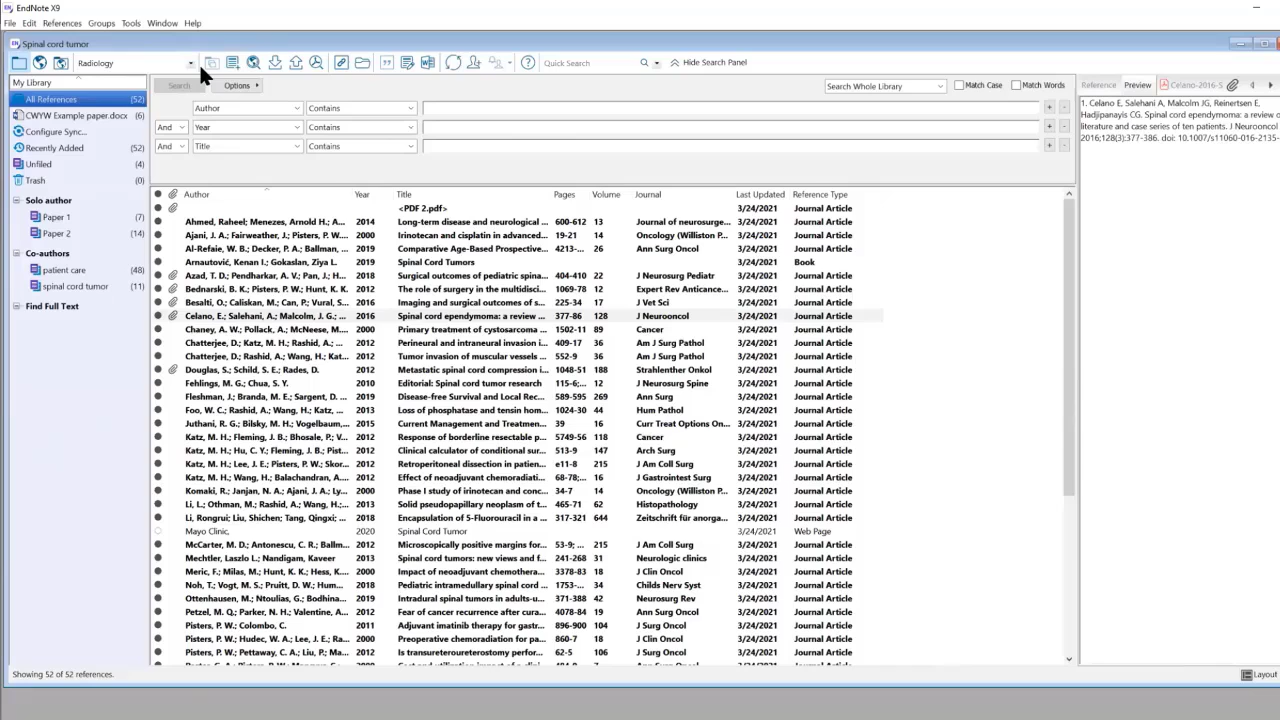 EndNote X9
File Edit References Groups Tools Window Help
Spinal cord tumor
Radiology
Quick Search
Hide Search Panel
My Library
All References (52)
CWYW Example paper.docx (6)
Configure Sync...
Recently Added (52)
Unfiled (4)
Trash (0)
Solo author
Paper 1 (7)
Paper 2 (14)
Co-authors
patient care (48)
spinal cord tumor (11)
Find Full Text
Search Options Search Whole Library Match Case Match Words
Author Contains
And Year Contains
And Title Contains
Author Year Title Pages Volume Journal Last Updated Reference Type
<PDF 2.pdf> 3/24/2021 Journal Article
Ahmed, Raheel; Menezes, Arnold H.; A... 2014 Long-term disease and neurological ... 600-612 13 Journal of neurosurge... 3/24/2021 Journal Article
Ajani, J. A.; Fairweather, J.; Pisters, P. W... 2000 Irinotecan and cisplatin in advanced... 19-21 14 Oncology (Williston P... 3/24/2021 Journal Article
Al-Refaie, W. B.; Decker, P. A.; Ballman, ... 2019 Comparative Age-Based Prospective... 4213-... 26 Ann Surg Oncol 3/24/2021 Journal Article
Arnautović, Kenan I.; Gokaslan, Ziya L. 2019 Spinal Cord Tumors 3/24/2021 Book
Azad, T. D.; Pendharkar, A. V.; Pan, J.; H... 2018 Surgical outcomes of pediatric spina... 404-410 22 J Neurosurg Pediatr 3/24/2021 Journal Article
Bednarski, B. K.; Pisters, P. W.; Hunt, K. K. 2012 The role of surgery in the multidisci... 1069-78 12 Expert Rev Anticance... 3/24/2021 Journal Article
Besalti, O.; Caliskan, M.; Can, P.; Vural, S... 2016 Imaging and surgical outcomes of s... 225-34 17 J Vet Sci 3/24/2021 Journal Article
Celano, E.; Salehani, A.; Malcolm, J. G.; ... 2016 Spinal cord ependymoma: a review ... 377-86 128 J Neurooncol 3/24/2021 Journal Article
Chaney, A. W.; Pollack, A.; McNeese, M... 2000 Primary treatment of cystosarcoma ... 1502-11 89 Cancer 3/24/2021 Journal Article
Chatterjee, D.; Katz, M. H.; Rashid, A.; ... 2012 Perineural and intraneural invasion i... 409-17 36 Am J Surg Pathol 3/24/2021 Journal Article
Chatterjee, D.; Rashid, A.; Wang, H.; Kat... 2012 Tumor invasion of muscular vessels ... 552-9 36 Am J Surg Pathol 3/24/2021 Journal Article
Douglas, S.; Schild, S. E.; Rades, D. 2012 Metastatic spinal cord compression i... 1048-51 188 Strahlenther Onkol 3/24/2021 Journal Article
Fehlings, M. G.; Chua, S. Y. 2010 Editorial: Spinal cord tumor research 115-6;... 12 J Neurosurg Spine 3/24/2021 Journal Article
Fleshman, J.; Branda, M. E.; Sargent, D. ... 2019 Disease-free Survival and Local Rec... 589-595 269 Ann Surg 3/24/2021 Journal Article
Foo, W. C.; Rashid, A.; Wang, H.; Katz, ... 2013 Loss of phosphatase and tensin hom... 1024-30 44 Hum Pathol 3/24/2021 Journal Article
Juthani, R. G.; Bilsky, M. H.; Vogelbaum,... 2015 Current Management and Treatmen... 39 16 Curr Treat Options On... 3/24/2021 Journal Article
Katz, M. H.; Fleming, J. B.; Bhosale, P.; V... 2012 Response of borderline resectable p... 5749-56 118 Cancer 3/24/2021 Journal Article
Katz, M. H.; Hu, C. Y.; Fleming, J. B.; Pist... 2012 Clinical calculator of conditional sur... 513-9 147 Arch Surg 3/24/2021 Journal Article
Katz, M. H.; Lee, J. E.; Pisters, P. W.; Skor... 2012 Retroperitoneal dissection in patien... e11-8 215 J Am Coll Surg 3/24/2021 Journal Article
Katz, M. H.; Wang, H.; Balachandran, A.... 2012 Effect of neoadjuvant chemoradiati... 68-78;... 16 J Gastrointest Surg 3/24/2021 Journal Article
Komaki, R.; Janjan, N. A.; Ajani, J. A.; Ly... 2000 Phase I study of irinotecan and conc... 34-7 14 Oncology (Williston P... 3/24/2021 Journal Article
Li, L.; Othman, M.; Rashid, A.; Wang, H.; ... 2013 Solid pseudopapillary neoplasm of t... 465-71 62 Histopathology 3/24/2021 Journal Article
Li, Rongrui; Liu, Shichen; Tang, Qingxi; ... 2018 Encapsulation of 5-Flourouracil in a ... 317-321 644 Zeitschrift für anorga... 3/24/2021 Journal Article
Mayo Clinic, 2020 Spinal Cord Tumor 3/24/2021 Web Page
McCarter, M. D.; Antonescu, C. R.; Ballm... 2012 Microscopically positive margins for... 53-9; ... 215 J Am Coll Surg 3/24/2021 Journal Article
Mechtler, Laszlo L.; Nandigam, Kaveer 2013 Spinal cord tumors: new views and f... 241-268 31 Neurologic clinics 3/24/2021 Journal Article
Meric, F.; Milas, M.; Hunt, K. K.; Hess, K.... 2000 Impact of neoadjuvant chemothera... 3378-83 18 J Clin Oncol 3/24/2021 Journal Article
Noh, T.; Vogt, M. S.; Pruitt, D. W.; Hum... 2018 Pediatric intramedullary spinal cord ... 1753-... 34 Childs Nerv Syst 3/24/2021 Journal Article
Ottenhausen, M.; Ntoulias, G.; Bodhina... 2019 Intradural spinal tumors in adults-u... 371-388 42 Neurosurg Rev 3/24/2021 Journal Article
Petzel, M. Q.; Parker, N. H.; Valentine, A... 2012 Fear of cancer recurrence after cura... 4078-84 19 Ann Surg Oncol 3/24/2021 Journal Article
Pisters, P. W.; Colombo, C. 2011 Adjuvant imatinib therapy for gastr... 896-900 104 J Surg Oncol 3/24/2021 Journal Article
Pisters, P. W.; Hudec, W. A.; Lee, J. E.; Ra... 2000 Preoperative chemoradiation for pa... 860-7 18 J Clin Oncol 3/24/2021 Journal Article
Pisters, P. W.; Pettaway, C. A.; Liu, P.; Ma... 2012 Is transureteroureterostomy perfor... 62-5 106 J Surg Oncol 3/24/2021 Journal Article
Reference Preview Celano-2016-S
1. Celano E, Salehani A, Malcolm JG, Reinertsen E,
Hadjipanayis CG. Spinal cord ependymoma: a review o
literature and case series of ten patients. J Neurooncol
2016;128(3):377-386. doi: 10.1007/s11060-016-2135-
Showing 52 of 52 references.
Layout